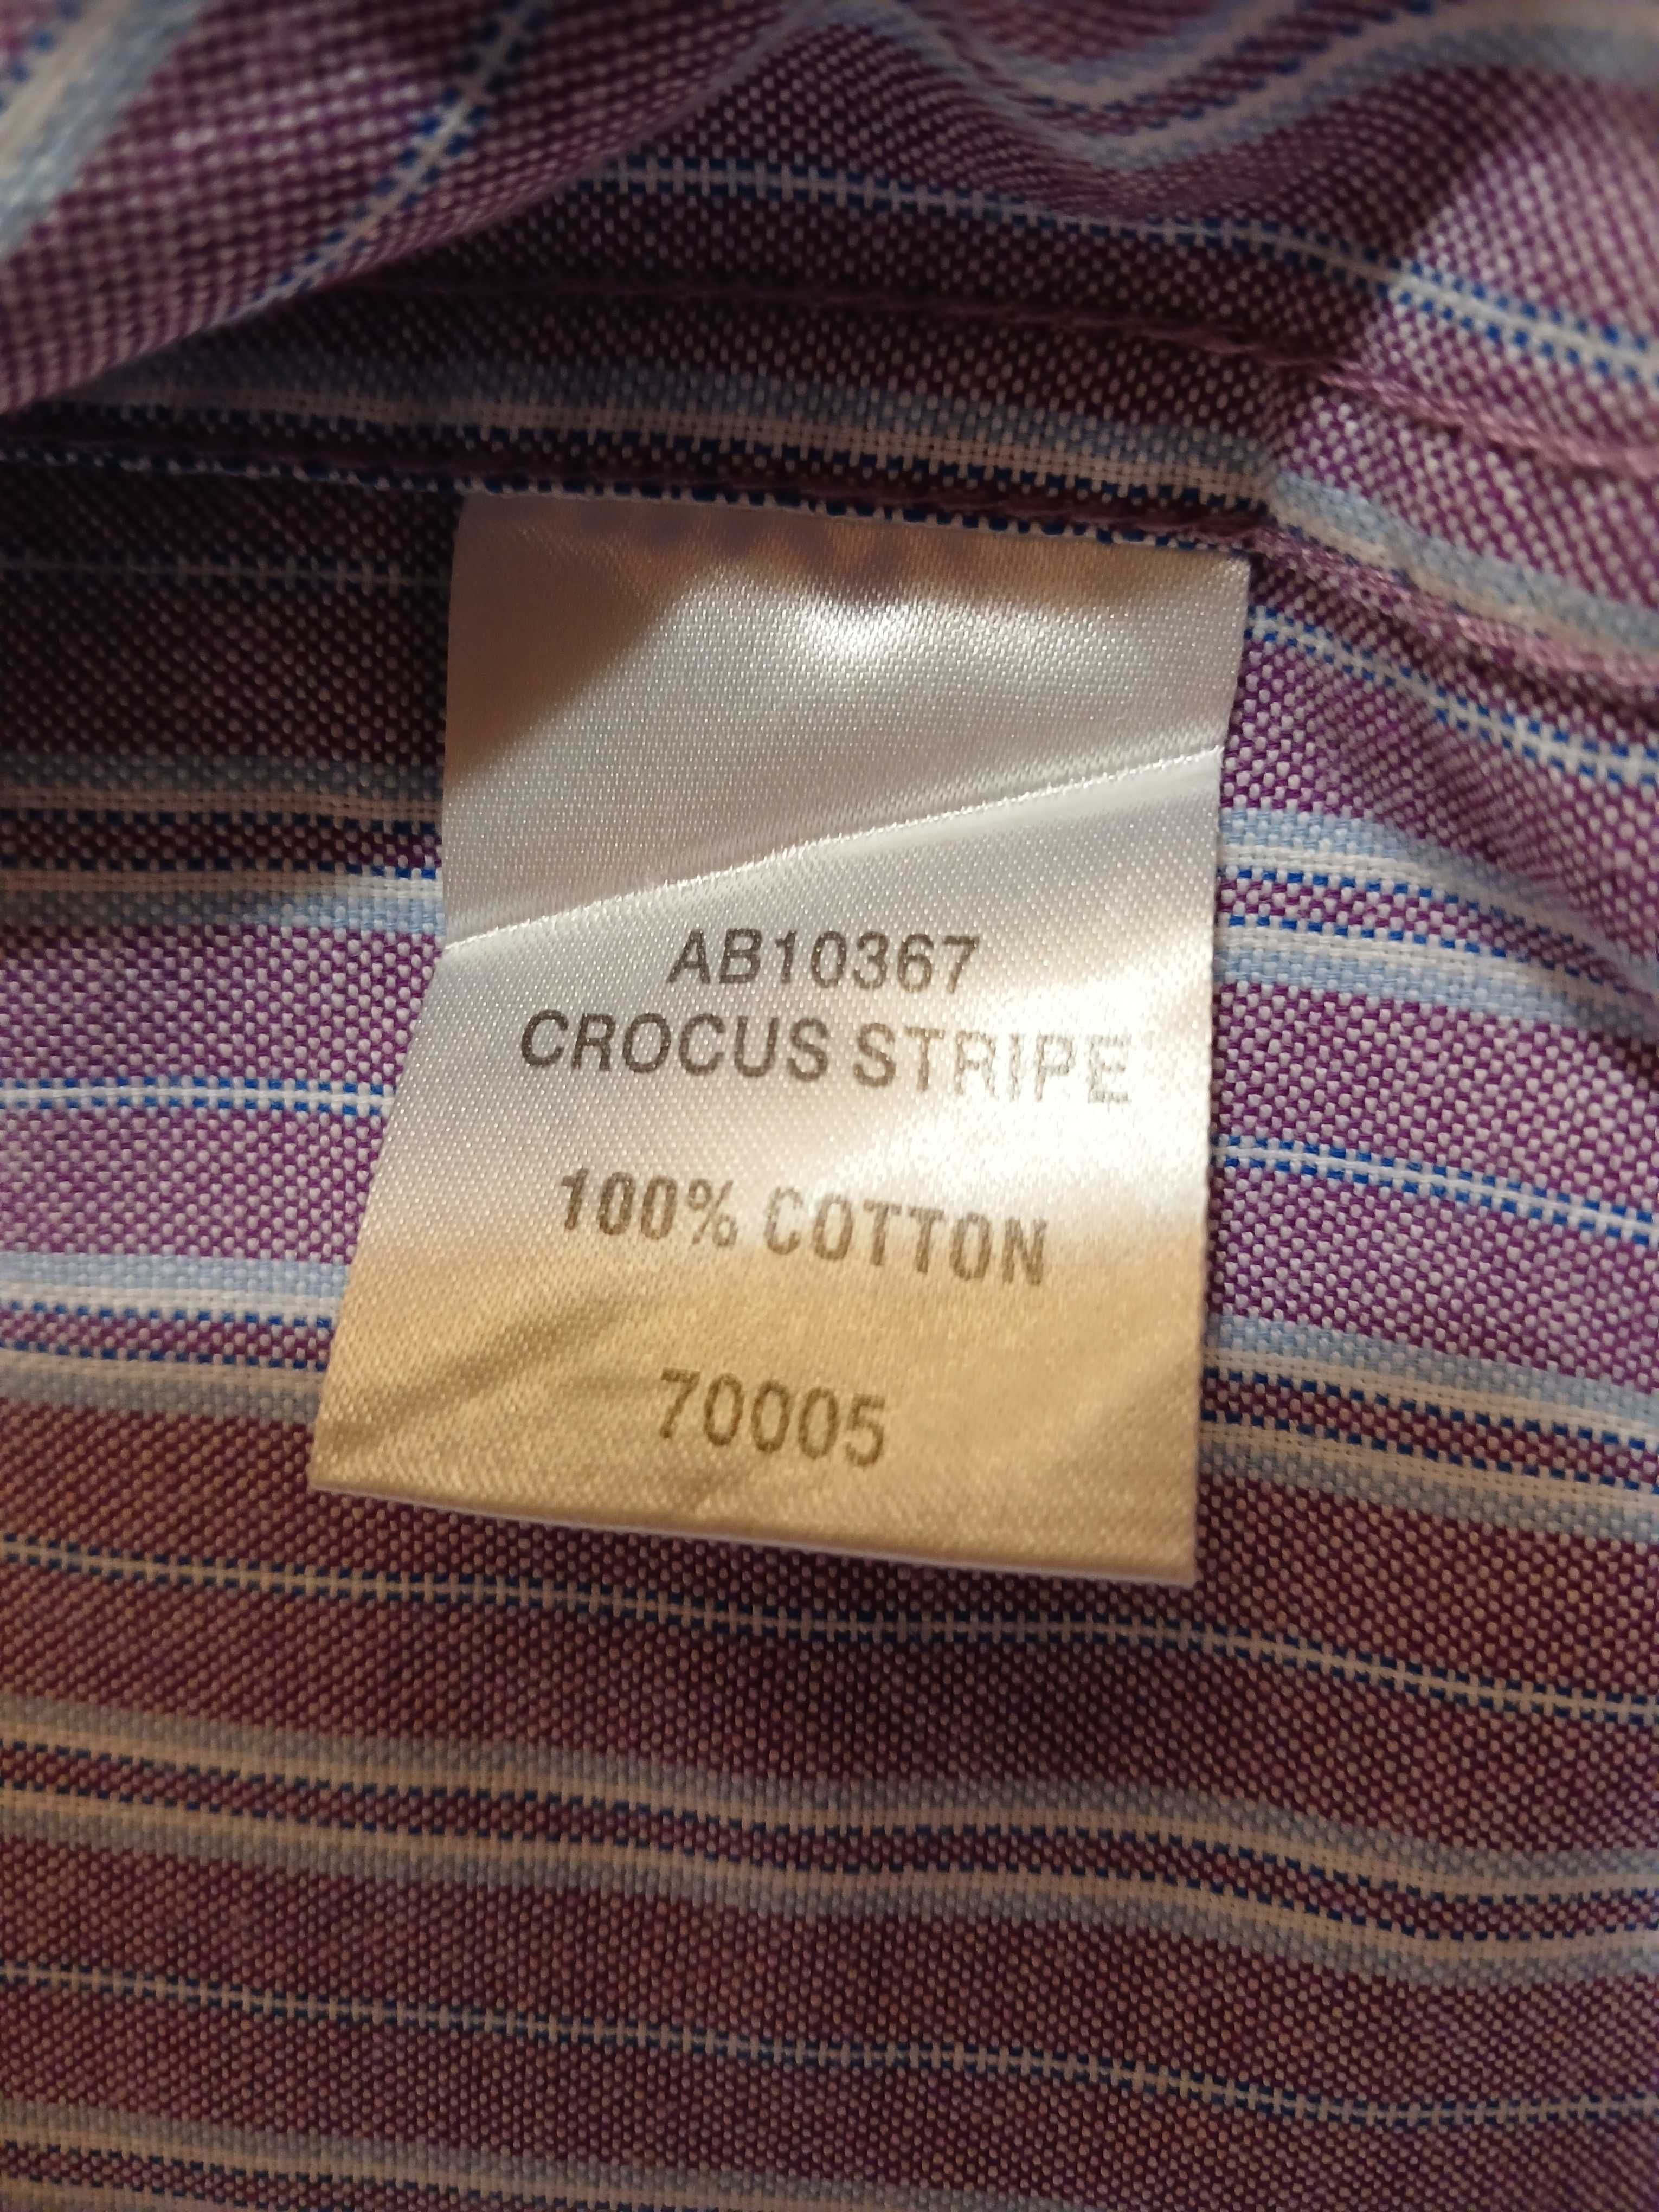 AB10367
CROCUS STRIPE
100% COTTON
70005